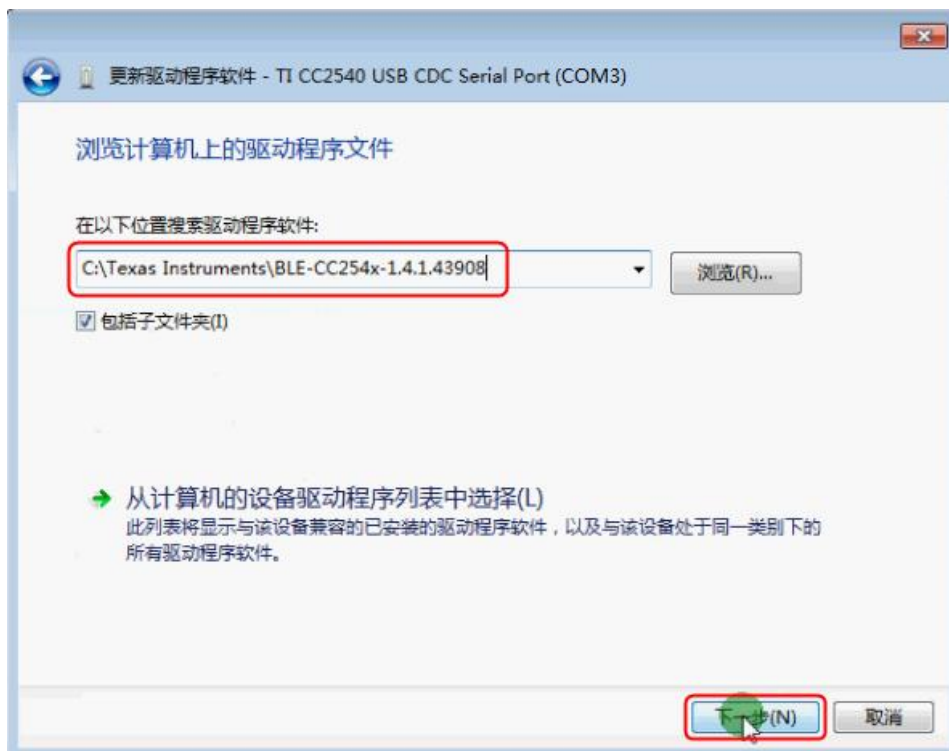 更新驱动程序软件 - TI CC2540 USB CDC Serial Port (COM3)
浏览计算机上的驱动程序文件
在以下位置搜索驱动程序软件:
C:\Texas Instruments\BLE-CC254x-1.4.1.43908
浏览(R)...
包括子文件夹(I)
从计算机的设备驱动程序列表中选择(L)
此列表将显示与该设备兼容的已安装的驱动程序软件，以及与该设备处于同一类别下的
所有驱动程序软件。
下一步(N)
取消